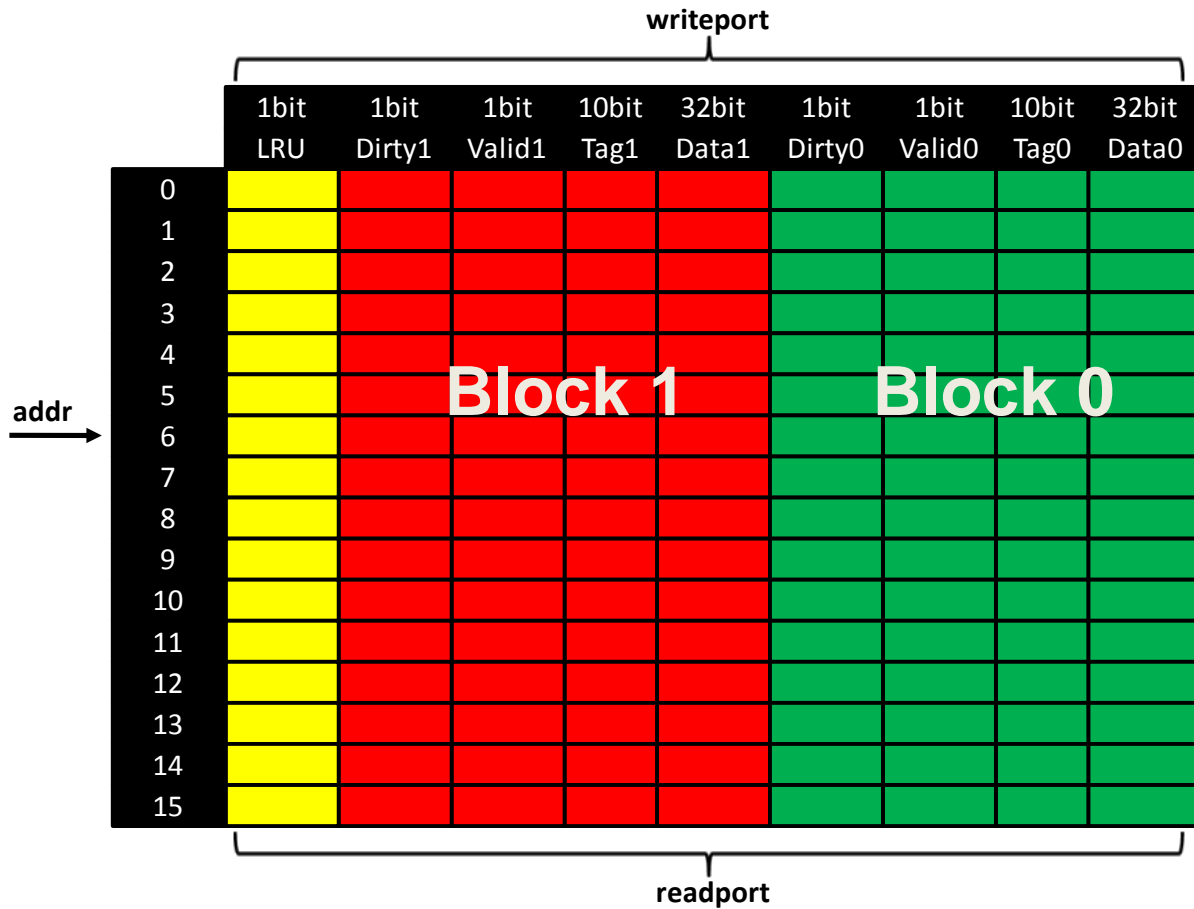 writeport
1bit 1bit 1bit 10bit 32bit 1bit 1bit 10bit 32bit
LRU Dirty1 Valid1 Tag1 Data1 Dirty0 Valid0 Tag0 Data0
0
1
2
3
4
5
Block 1 Block 0
addr
6
7
8
9
10
11
12
13
14
15
readport